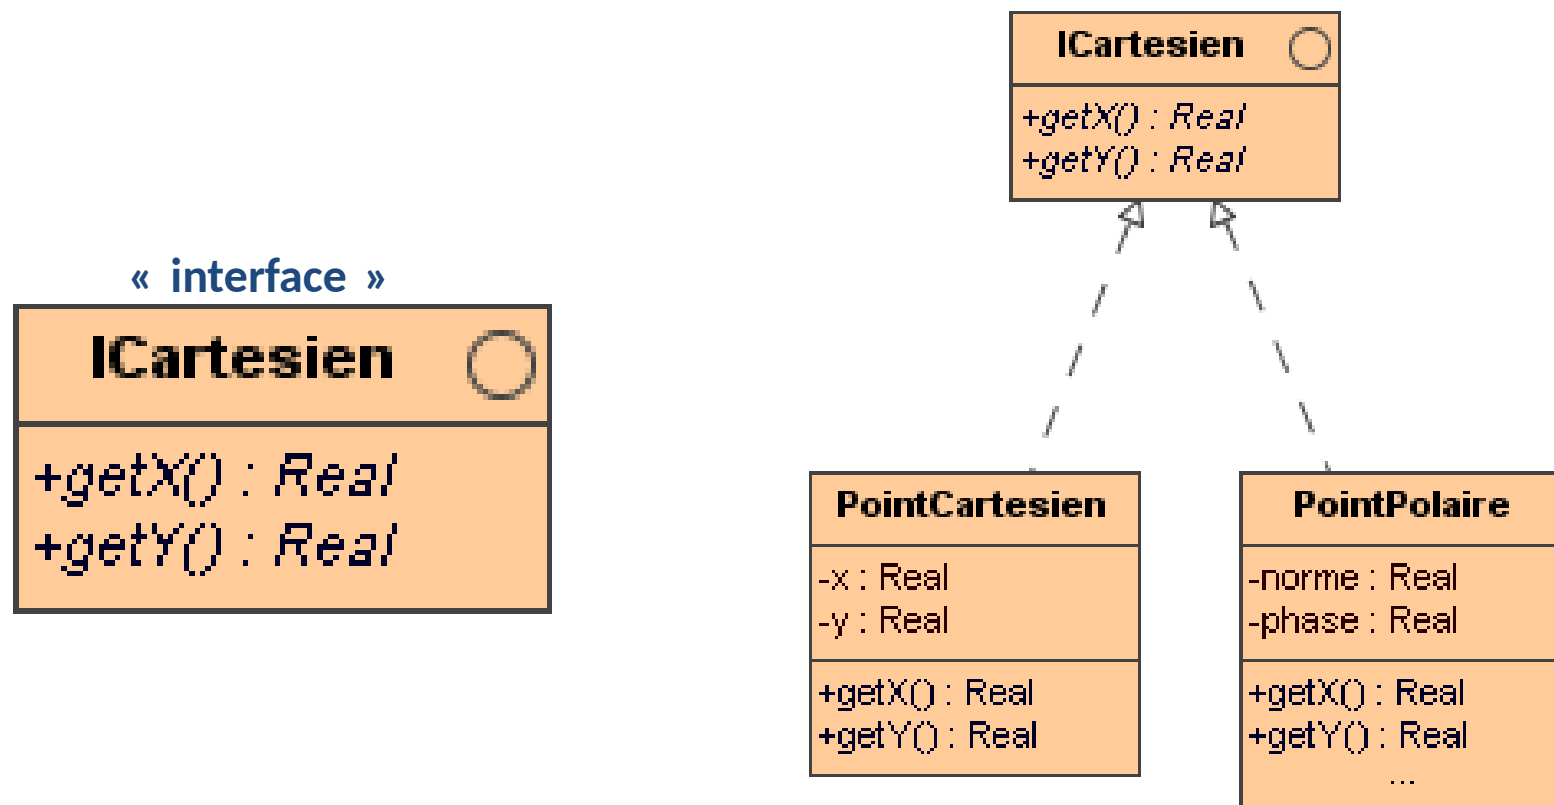 « interface »
ICartesien
+getX() : Real
+getY() : Real
ICartesien
+getX() : Real
+getY() : Real
PointCartesien
-x : Real
-y : Real
+getX() : Real
+getY() : Real
PointPolaire
-norme : Real
-phase : Real
+getX() : Real
+getY() : Real
...